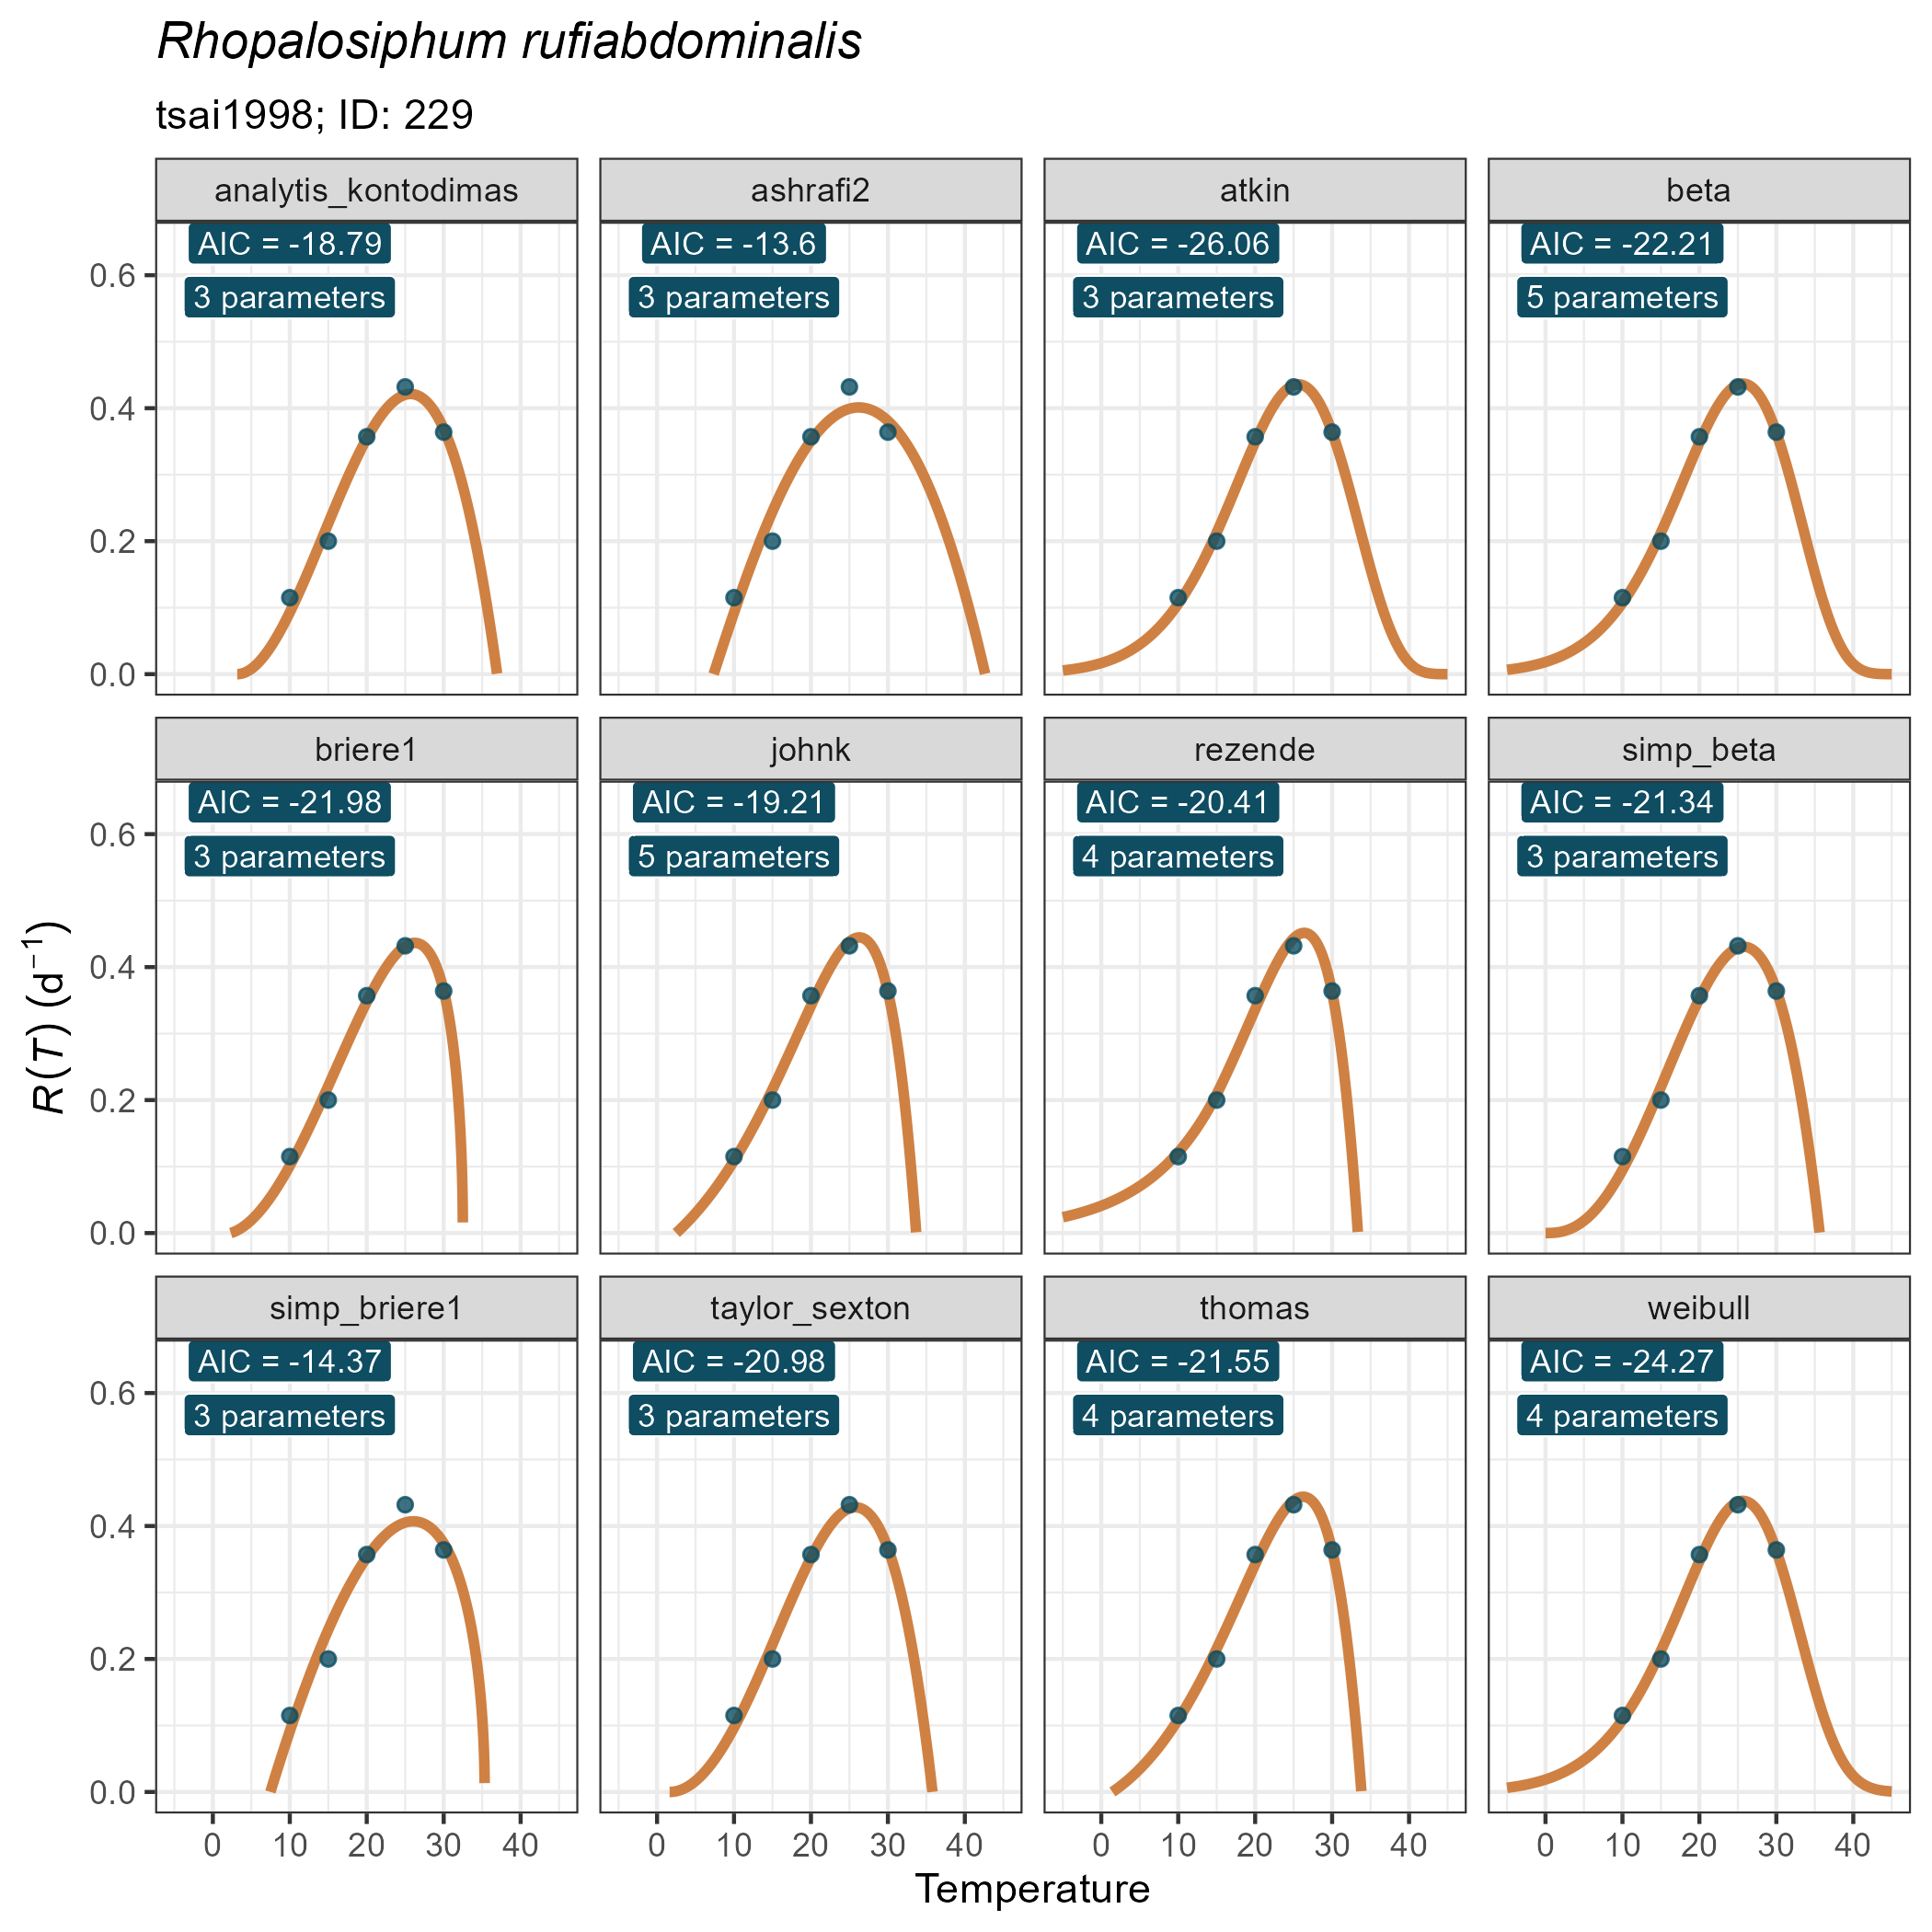 Rhopalosiphum rufiabdominalis
tsai1998; ID: 229
analytis_kontodimas
ashrafi2
atkin
beta
AIC = -18.79
3 parameters
AIC = -13.6
3 parameters
AIC = -26.06
3 parameters
AIC = -22.21
5 parameters
0.6
0.4
0.2
0.0
briere1
johnk
rezende
simp_beta
AIC = -21.98
3 parameters
AIC = -19.21
5 parameters
AIC = -20.41
4 parameters
AIC = -21.34
3 parameters
0.6
0.4
0.2
0.0
simp_briere1
taylor_sexton
thomas
weibull
AIC = -14.37
3 parameters
AIC = -20.98
3 parameters
AIC = -21.55
4 parameters
AIC = -24.27
4 parameters
0.6
0.4
0.2
0.0
0 10 20 30 40
0 10 20 30 40
0 10 20 30 40
0 10 20 30 40
Temperature
R(T) (d⁻¹)